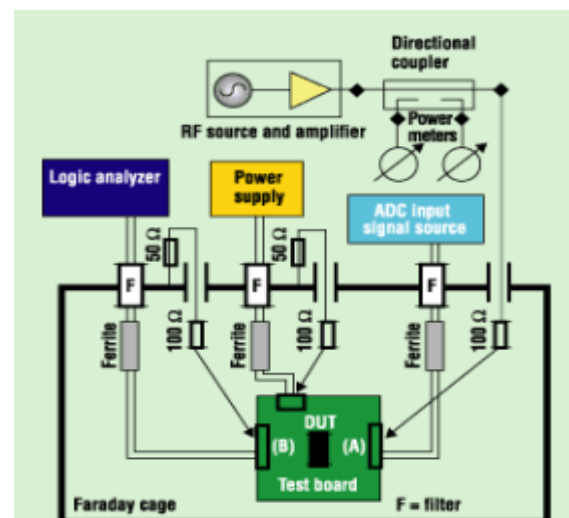 Directional
coupler
RF source and amplifier
Power
meters
Logic analyzer
Power
supply
ADC input
signal source
50 Ω
50 Ω
F
F
F
Ferrite
100 Ω
Ferrite
100 Ω
Ferrite
100 Ω
DUT
(B)
(A)
Test board
Faraday cage
F = filter